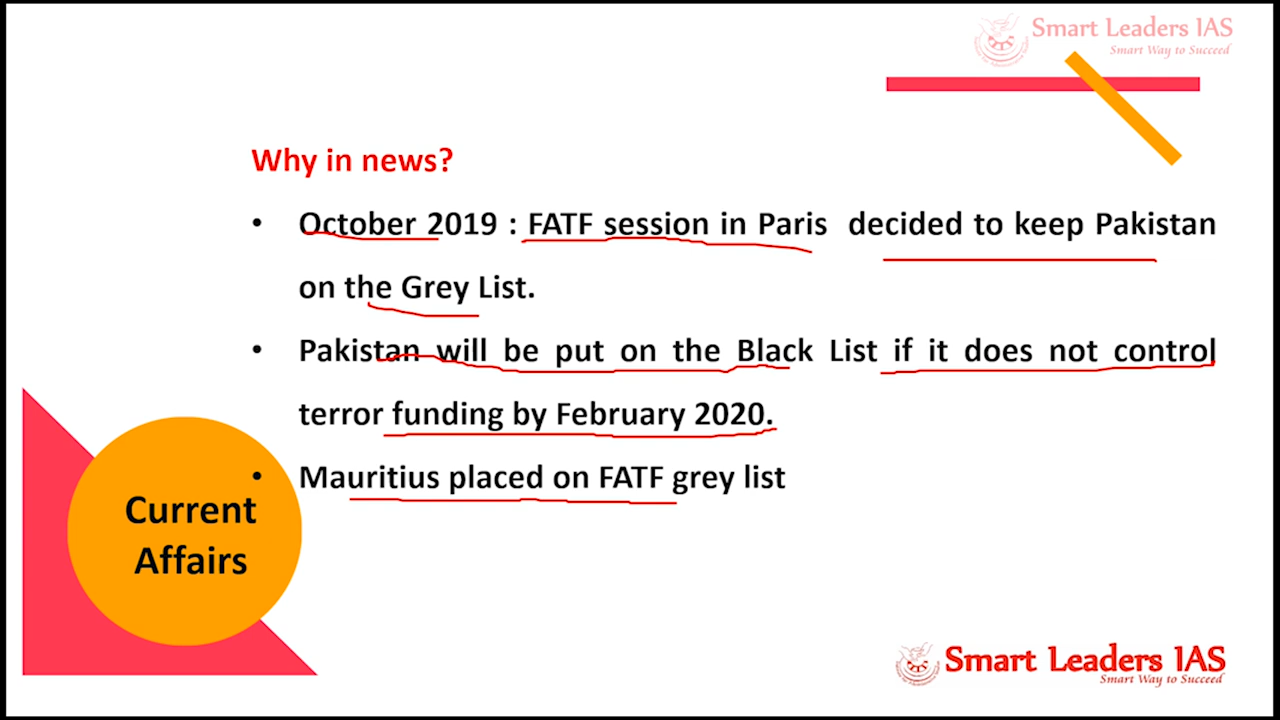 Smart Leaders IAS
Smart Way to Succeed
Why in news?
• October 2019 : FATF session in Paris decided to keep Pakistan
on the Grey List.
• Pakistan will be put on the Black List if it does not control
terror funding by February 2020.
• Mauritius placed on FATF grey list
Current
Affairs
Smart Leaders IAS
Smart Way to Succeed